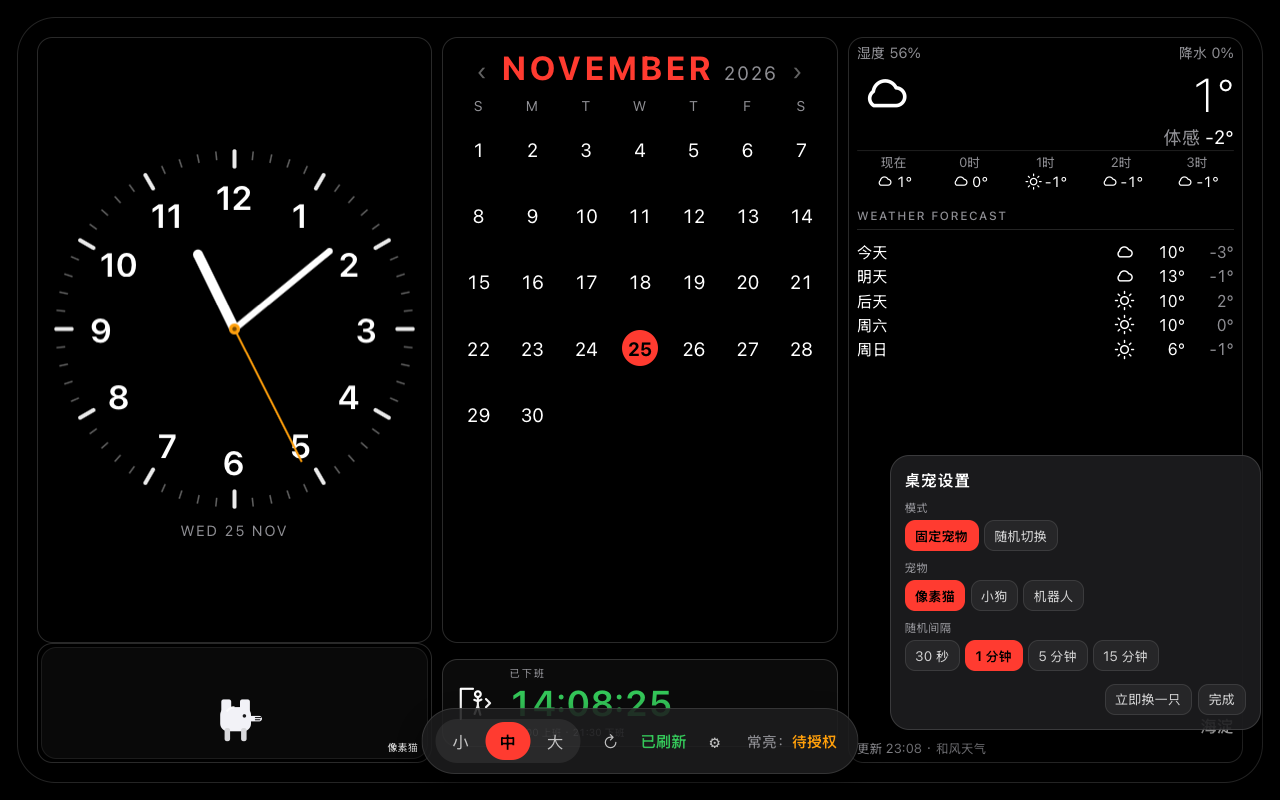 12
1
2
3
4
5
6
7
8
9
10
11
WED 25 NOV
像素猫
‹ NOVEMBER 2026 ›
S M T W T F S
1 2 3 4 5 6 7
8 9 10 11 12 13 14
15 16 17 18 19 20 21
22 23 24 25 26 27 28
29 30
已下班
14:08:25
小 中 大 ↻ 已刷新 ⚙ 常亮: 待授权
湿度 56% 降水 0%
1°
体感 -2°
现在 0时 1时 2时 3时
1° 0° -1° -1° -1°
WEATHER FORECAST
今天 10° -3°
明天 13° -1°
后天 10° 2°
周六 10° 0°
周日 6° -1°
桌宠设置
模式
固定宠物 随机切换
宠物
像素猫 小狗 机器人
随机间隔
30 秒 1 分钟 5 分钟 15 分钟
立即换一只 完成
海淀
更新 23:08 · 和风天气